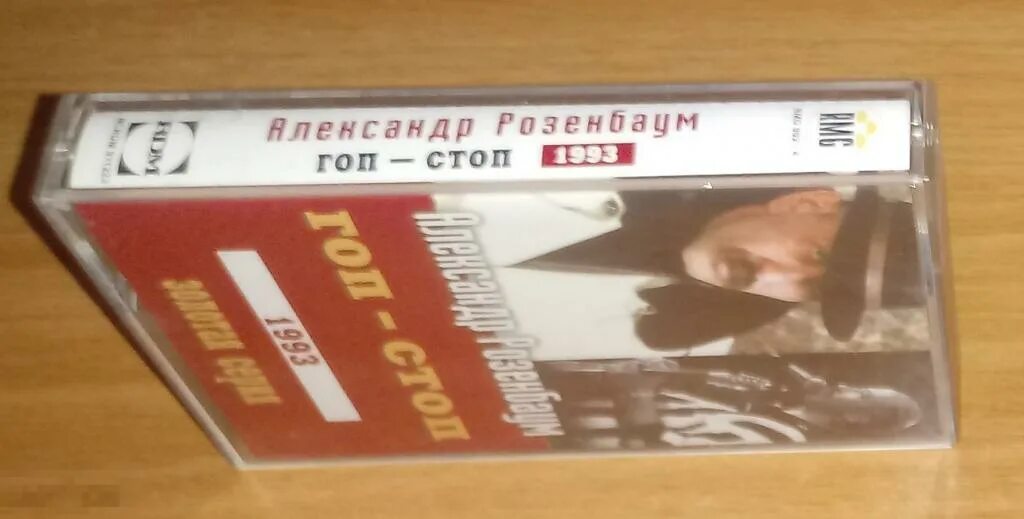 Александр Розенбаум
гоп – стоп 1993
RMG
ГОП - СТОП
Александр Розенбаум
1993
золотая серия